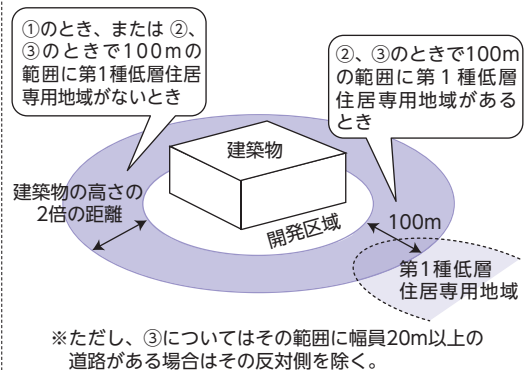 ①のとき、または ②、
③のときで100mの
範囲に第1種低層住居
専用地域がないとき
②、③のときで100m
の範囲に第１種低層
住居専用地域がある
とき
建築物
建築物の高さの
2倍の距離
開発区域
100m
第1種低層
住居専用地域
※ただし、③についてはその範囲に幅員20m以上の
道路がある場合はその反対側を除く。